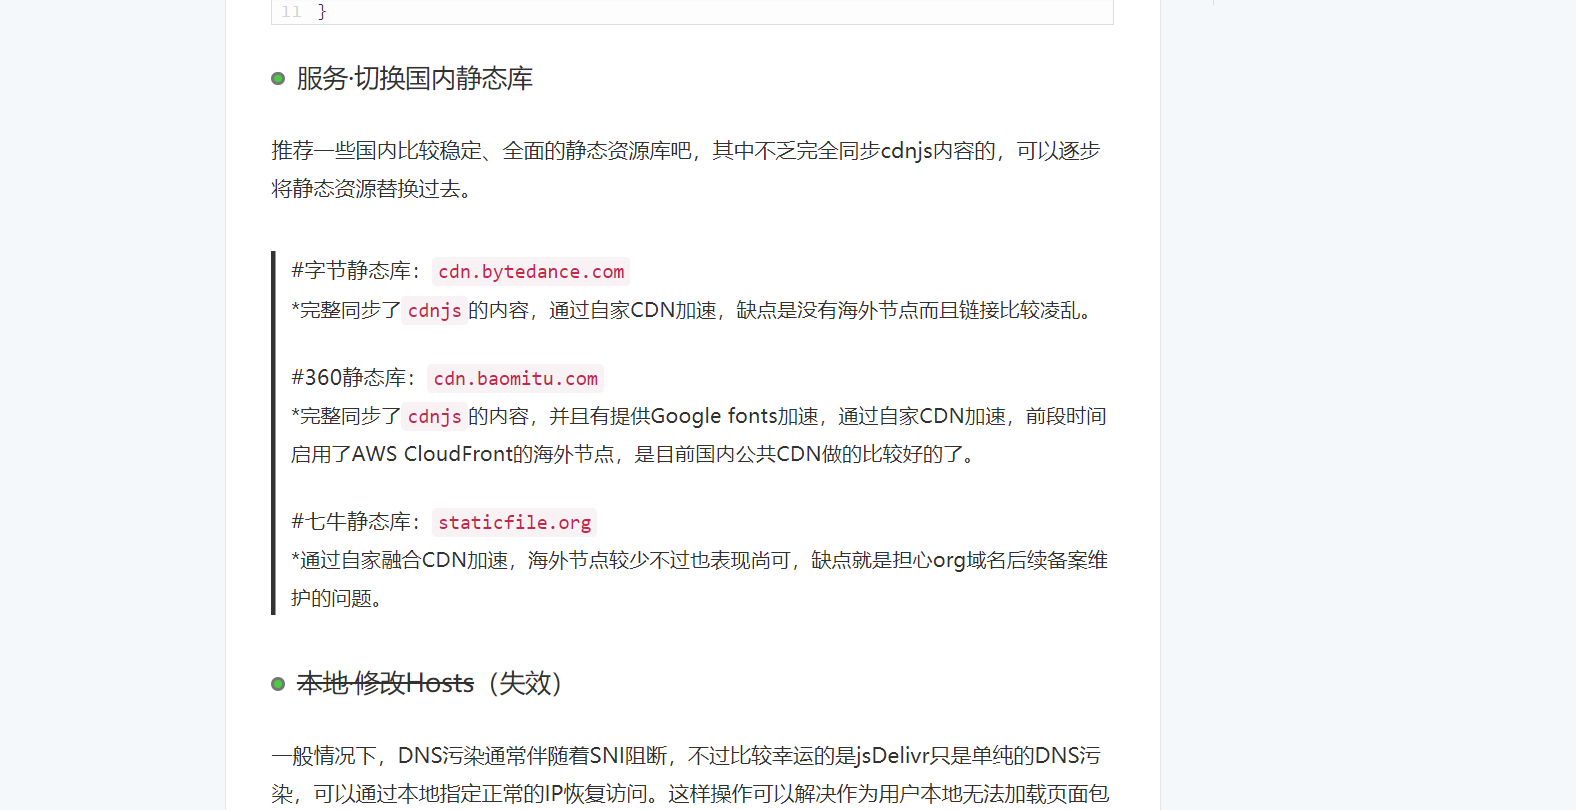 11 }
服务·切换国内静态库
推荐一些国内比较稳定、全面的静态资源库吧，其中不乏完全同步cdnjs内容的，可以逐步
将静态资源替换过去。
#字节静态库：cdn.bytedance.com
*完整同步了cdnjs的内容，通过自家CDN加速，缺点是没有海外节点而且链接比较凌乱。
#360静态库：cdn.baomitu.com
*完整同步了cdnjs的内容，并且有提供Google fonts加速，通过自家CDN加速，前段时间
启用了AWS CloudFront的海外节点，是目前国内公共CDN做的比较好的了。
#七牛静态库：staticfile.org
*通过自家融合CDN加速，海外节点较少不过也表现尚可，缺点就是担心org域名后续备案维
护的问题。
本地·修改Hosts（失效）
一般情况下，DNS污染通常伴随着SNI阻断，不过比较幸运的是jsDelivr只是单纯的DNS污
染，可以通过本地指定正常的IP恢复访问。这样操作可以解决作为用户本地无法加载页面包